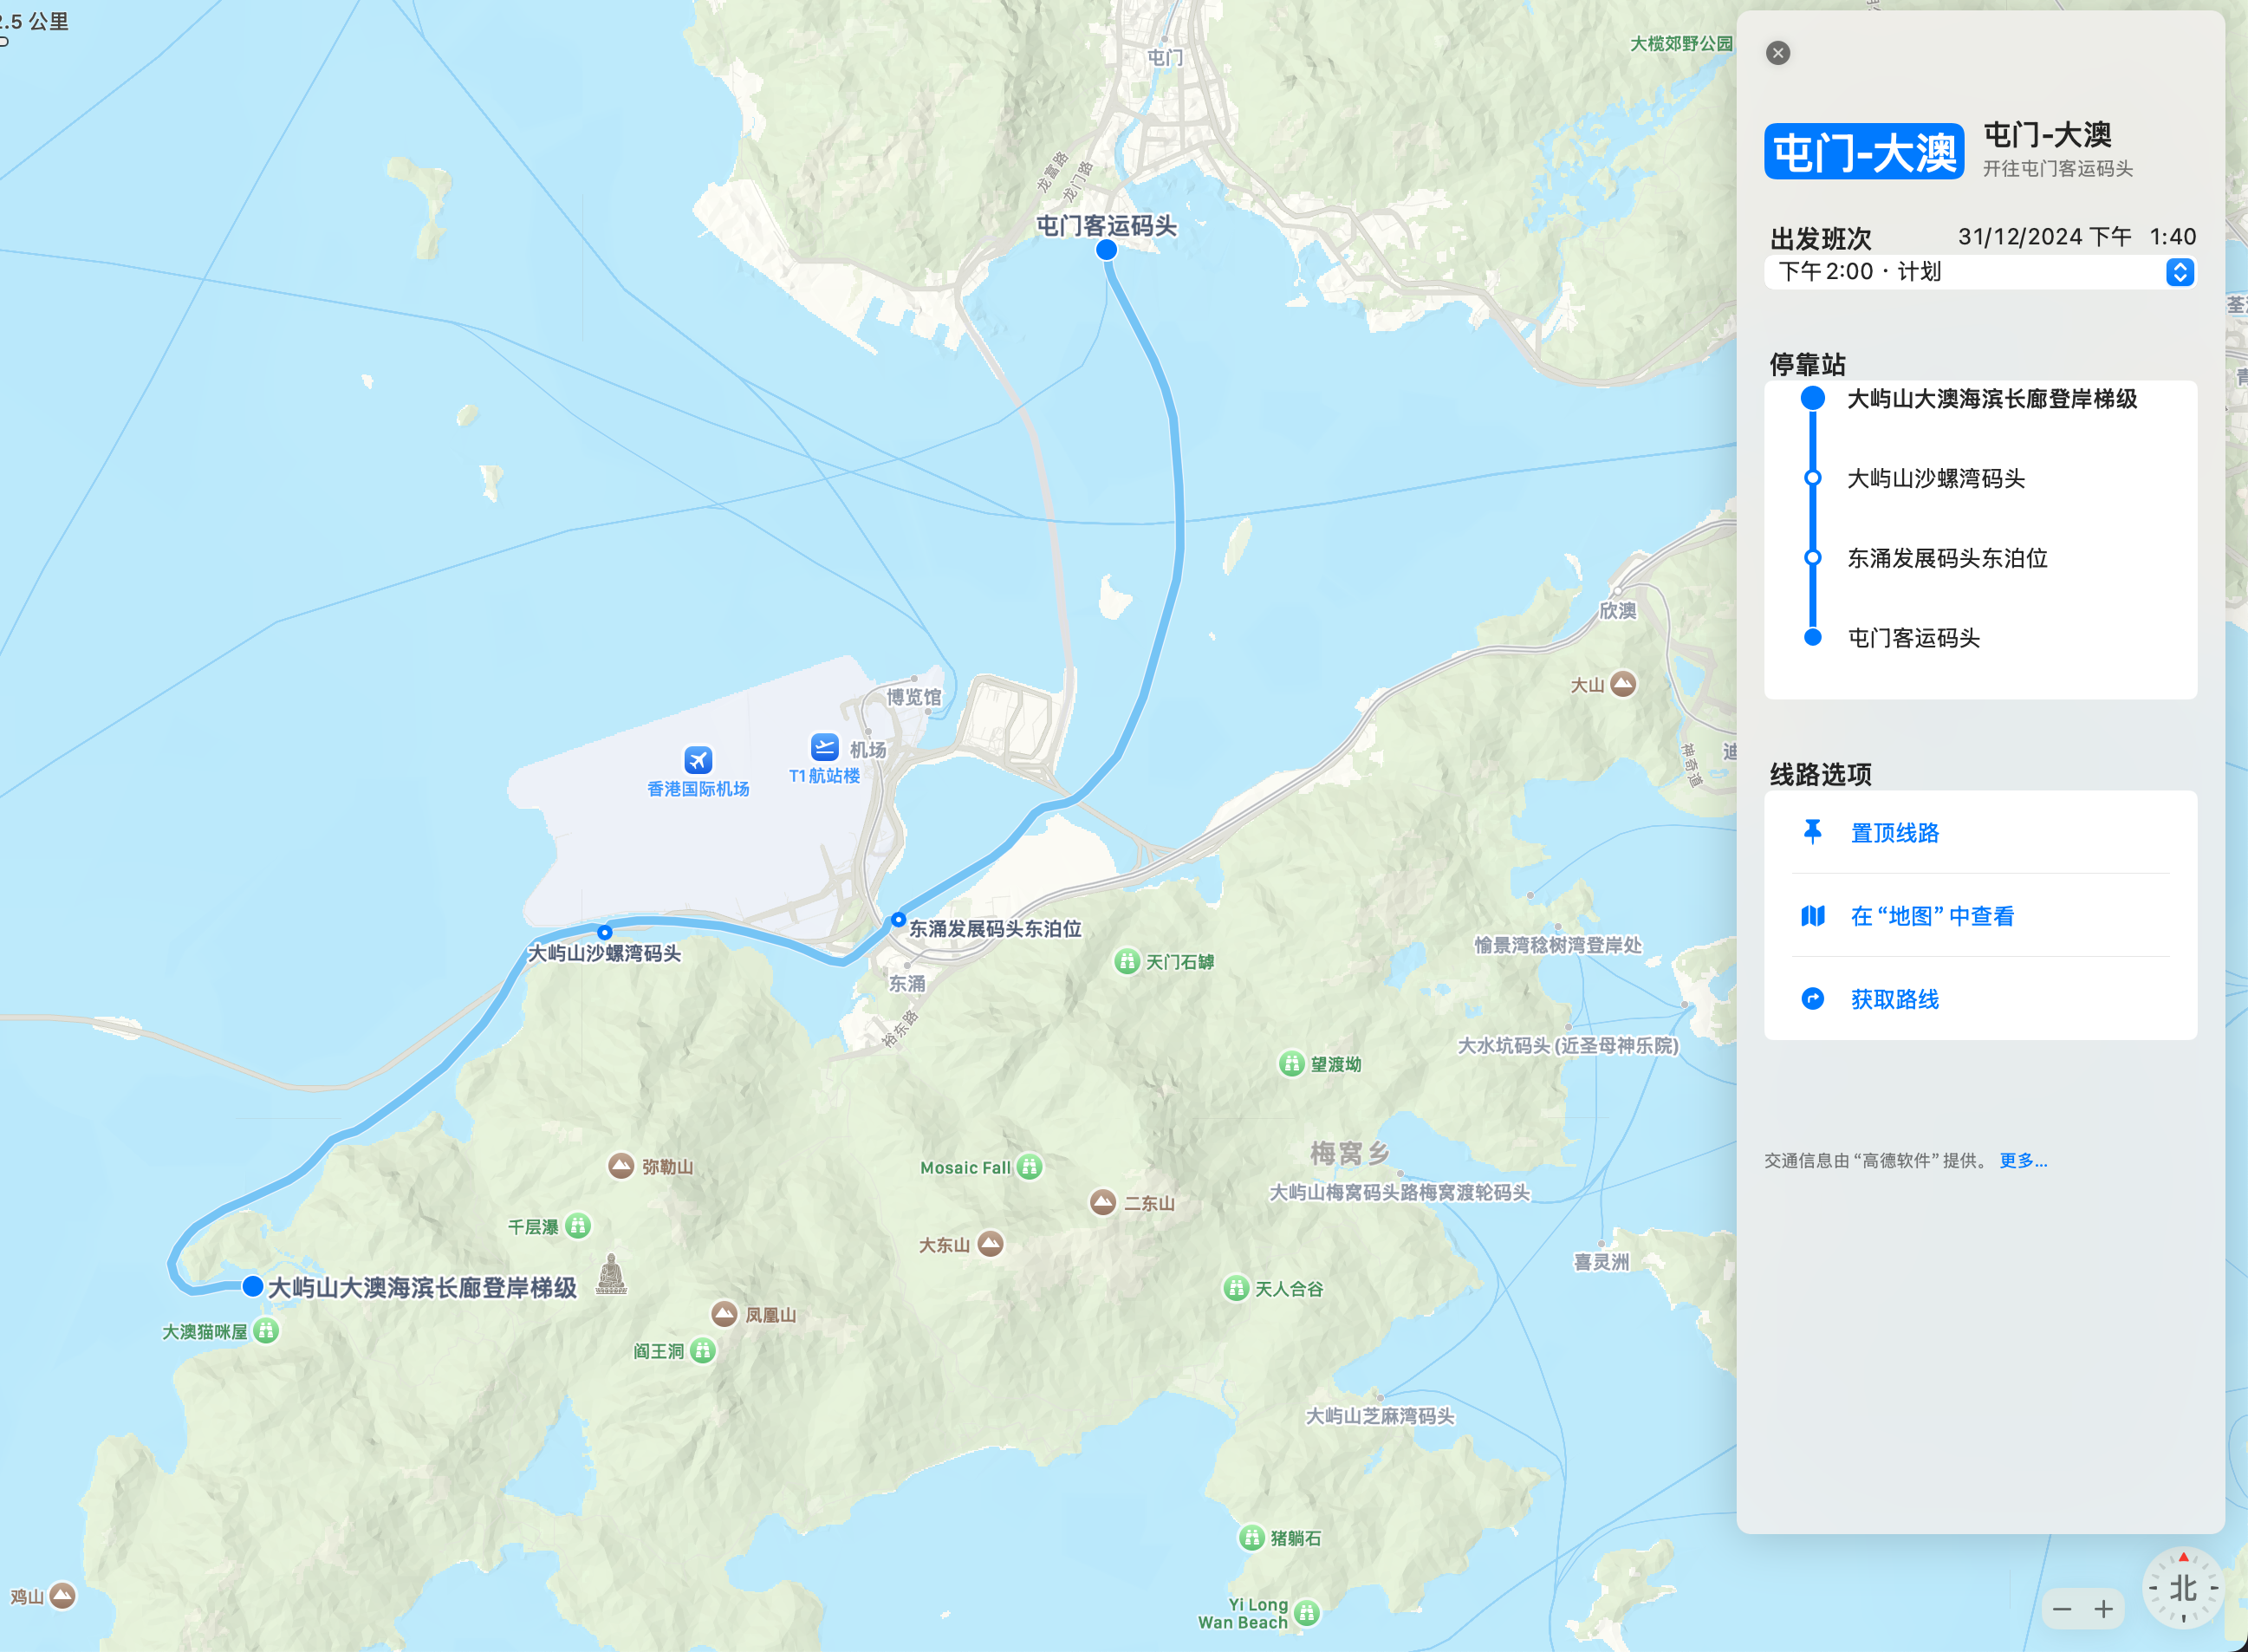 2.5 公里
屯门
大榄郊野公园
龙富路
龙门路
屯门客运码头
欣澳
大山
神奇道
博览馆
机场
T1 航站楼
香港国际机场
东涌发展码头东泊位
大屿山沙螺湾码头
东涌
裕东路
天门石罅
愉景湾稔树湾登岸处
大水坑码头 (近圣母神乐院)
望渡坳
梅窝乡
大屿山梅窝码头路梅窝渡轮码头
弥勒山
Mosaic Fall
二东山
千层瀑
大东山
喜灵洲
大屿山大澳海滨长廊登岸梯级
天人合谷
大澳猫咪屋
凤凰山
阎王洞
大屿山芝麻湾码头
猪躺石
鸡山
Yi Long
Wan Beach
屯门-大澳
屯门-大澳
开往屯门客运码头
出发班次
31/12/2024 下午 1:40
下午 2:00 · 计划
停靠站
大屿山大澳海滨长廊登岸梯级
大屿山沙螺湾码头
东涌发展码头东泊位
屯门客运码头
线路选项
置顶线路
在“地图”中查看
获取路线
交通信息由“高德软件”提供。 更多...
北